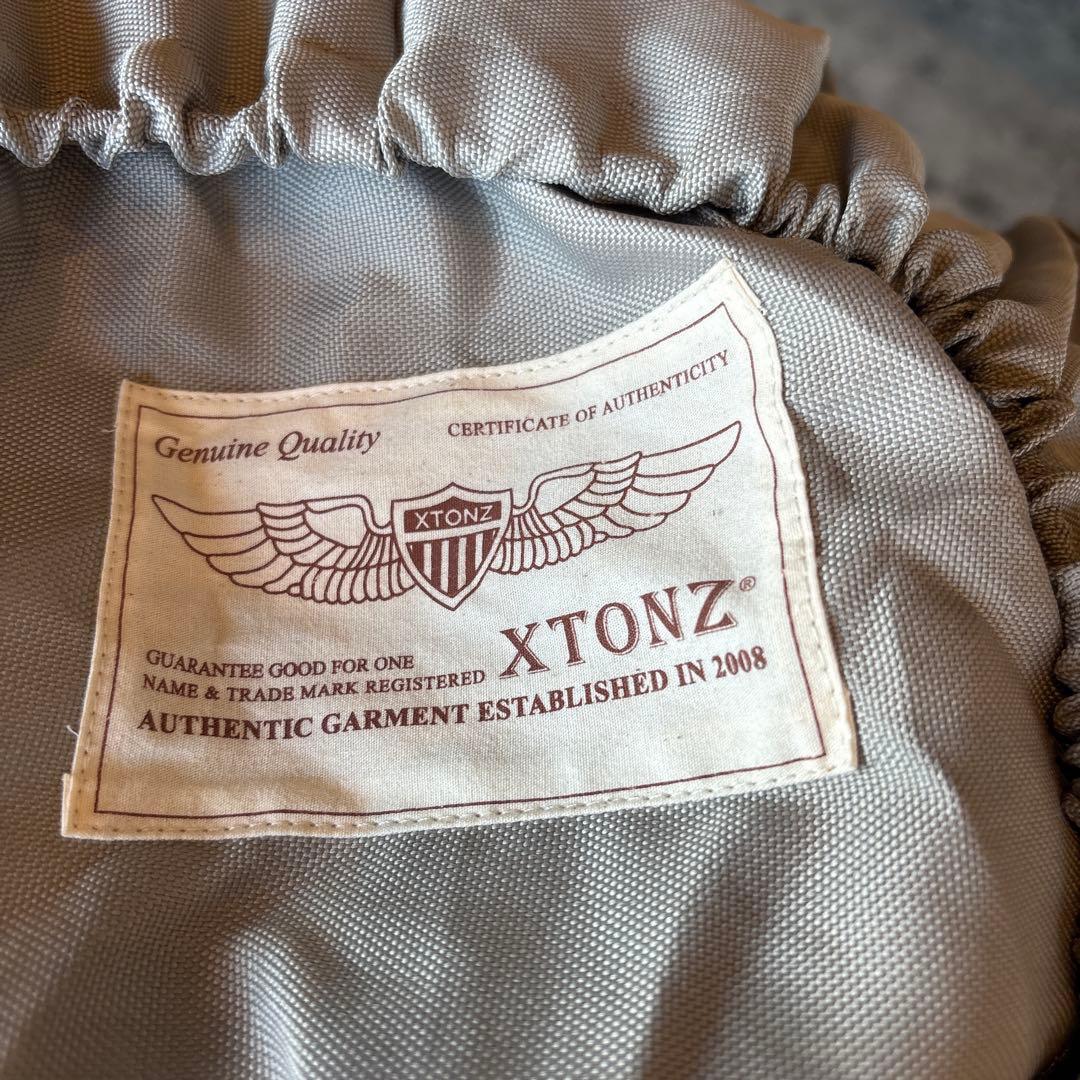 Genuine Quality
CERTIFICATE OF AUTHENTICITY
XTONZ
XTONZ®
GUARANTEE GOOD FOR ONE
NAME & TRADE MARK REGISTERED
AUTHENTIC GARMENT ESTABLISHED IN 2008